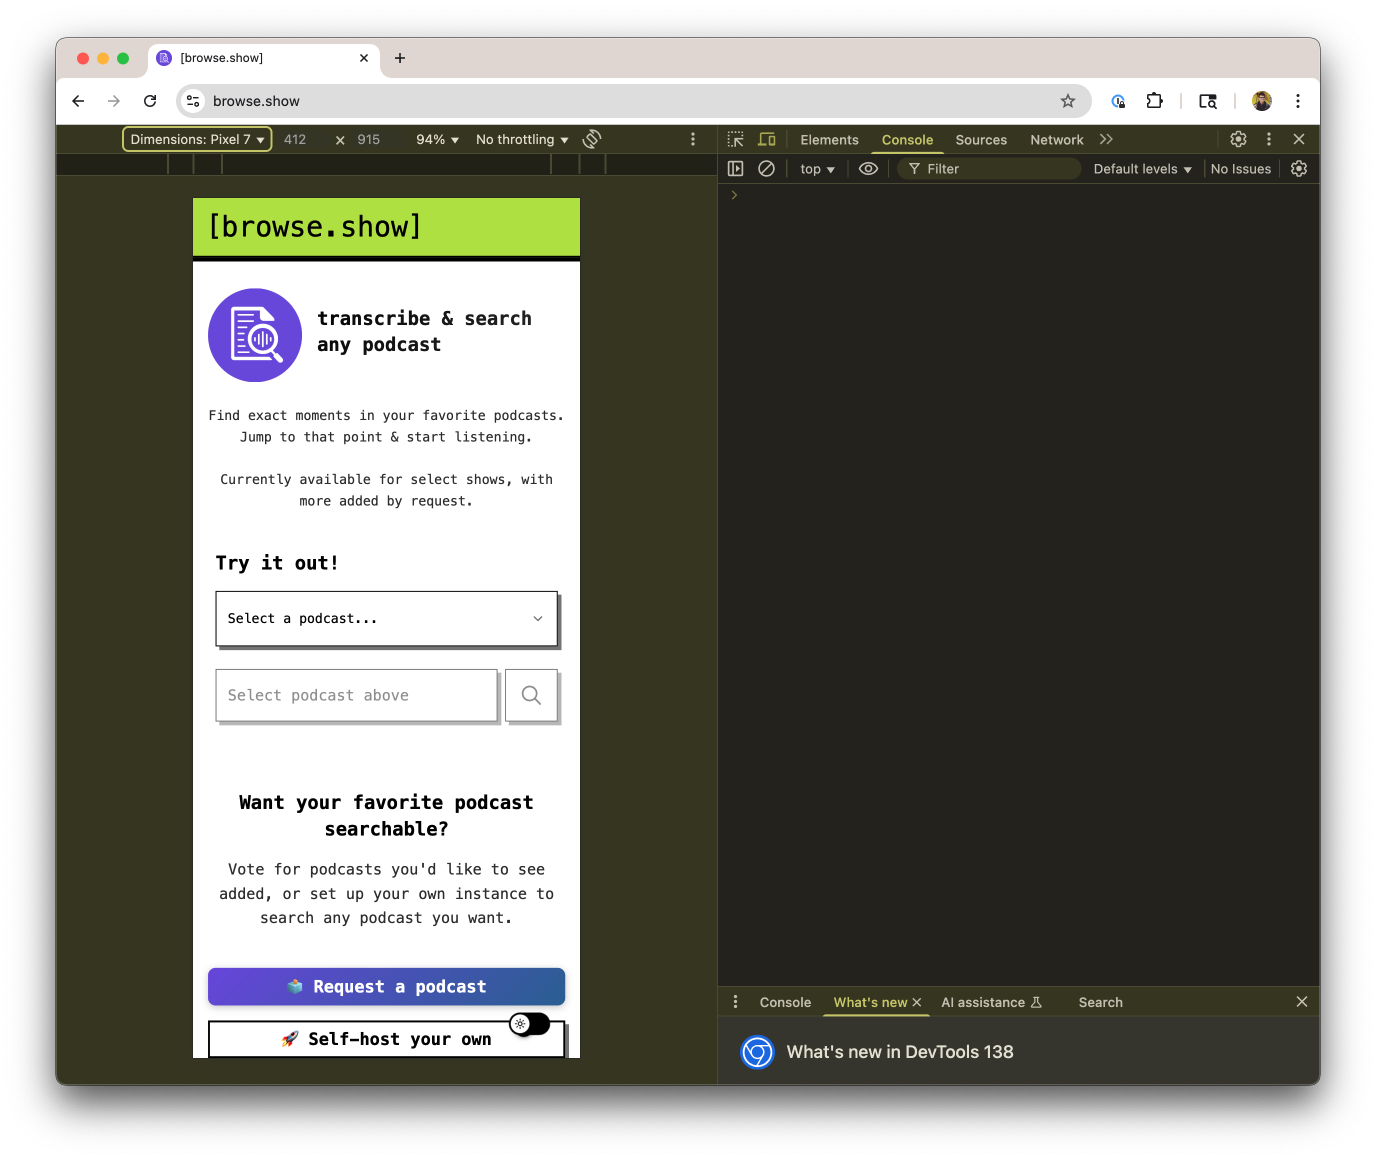 [browse.show]
browse.show
Dimensions: Pixel 7 412 × 915 94% No throttling
Elements Console Sources Network
top Filter Default levels No Issues
[browse.show]
transcribe & search
any podcast
Find exact moments in your favorite podcasts.
Jump to that point & start listening.
Currently available for select shows, with
more added by request.
Try it out!
Select a podcast...
Select podcast above
Want your favorite podcast
searchable?
Vote for podcasts you'd like to see
added, or set up your own instance to
search any podcast you want.
Request a podcast
Self-host your own
Console What's new AI assistance Search
What's new in DevTools 138